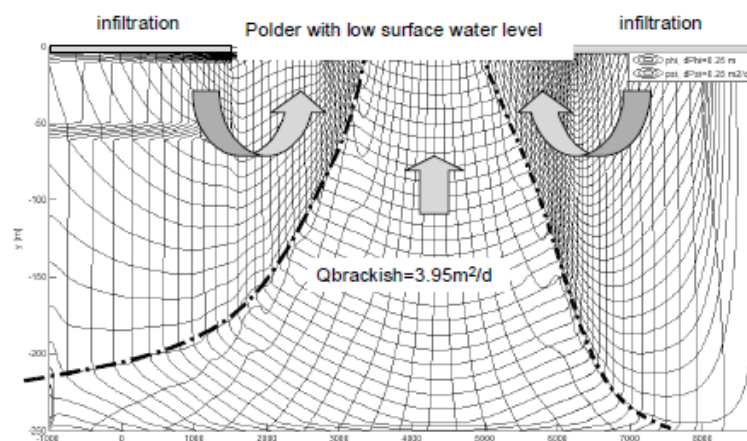 infiltration
Polder with low surface water level
infiltration
phi, dPhi=0.25 m
psi, dPsi=0.25 m2/d
0
-50
-100
-150
-200
-250
y [m]
Qbrackish=3.95m²/d
-1000 0 1000 2000 3000 4000 5000 6000 7000 8000